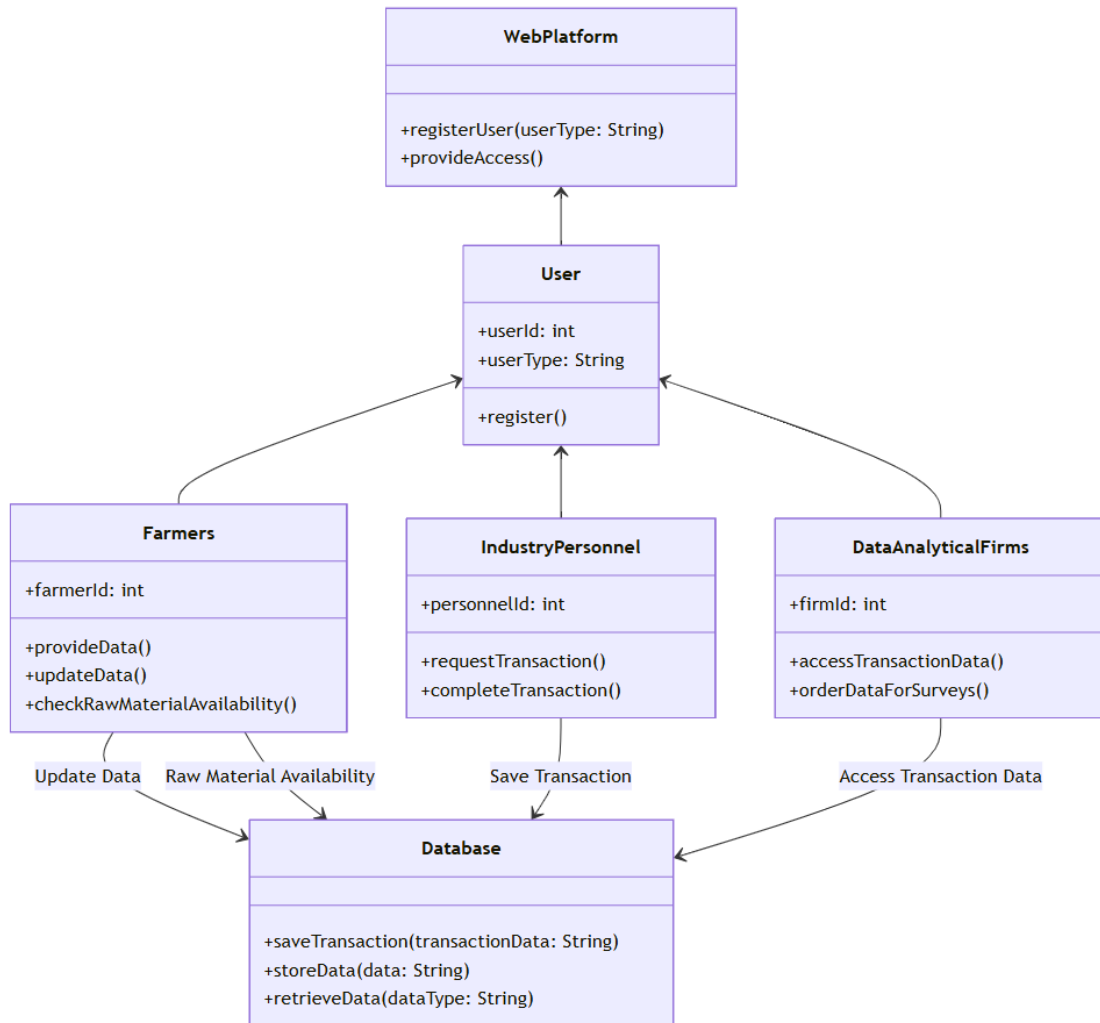 WebPlatform
+registerUser(userType: String)
+provideAccess()
User
+userId: int
+userType: String
+register()
Farmers
+farmerId: int
+provideData()
+updateData()
+checkRawMaterialAvailability()
IndustryPersonnel
+personnelId: int
+requestTransaction()
+completeTransaction()
DataAnalyticalFirms
+firmId: int
+accessTransactionData()
+orderDataForSurveys()
Update Data
Raw Material Availability
Save Transaction
Access Transaction Data
Database
+saveTransaction(transactionData: String)
+storeData(data: String)
+retrieveData(dataType: String)